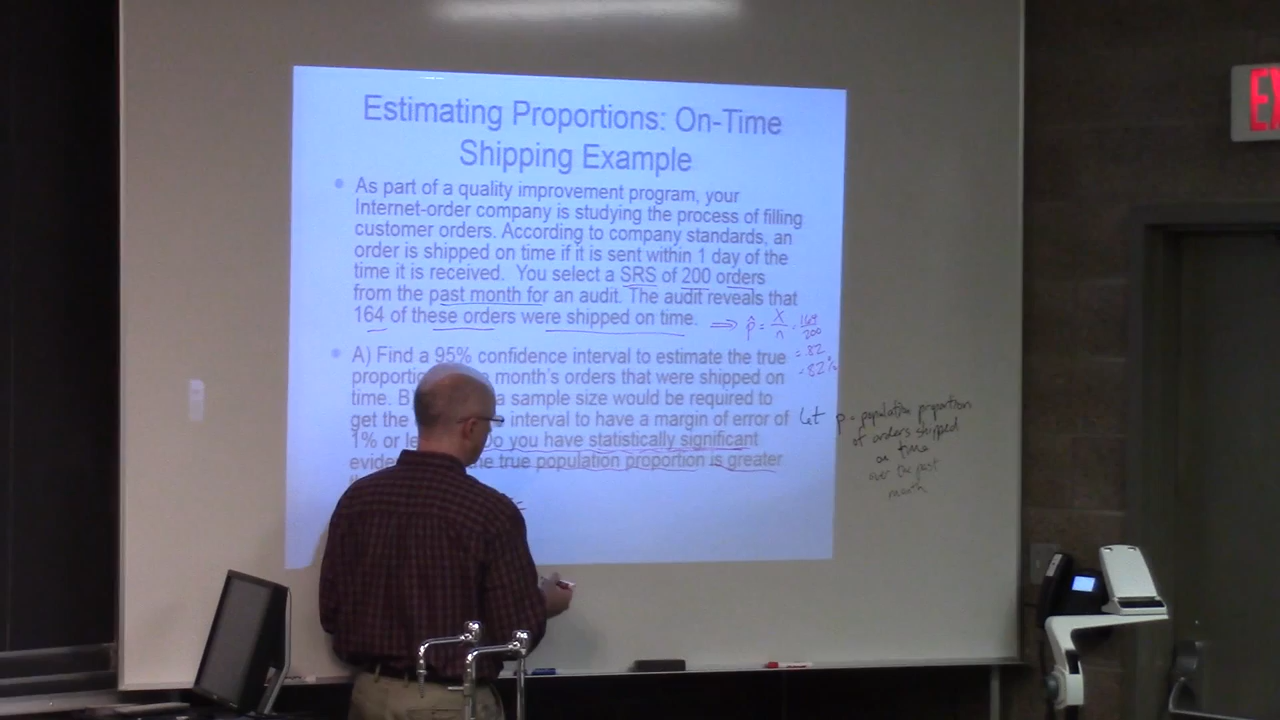 Estimating Proportions: On-Time
Shipping Example
As part of a quality improvement program, your
Internet-order company is studying the process of filling
customer orders. According to company standards, an
order is shipped on time if it is sent within 1 day of the
time it is received. You select a SRS of 200 orders
from the past month for an audit. The audit reveals that
164 of these orders were shipped on time.
⟹ p̂ = X/n = 164/200
= .82
= 82%
A) Find a 95% confidence interval to estimate the true
month's orders that were shipped on
time. a sample size would be required to
get the interval to have a margin of error of
1% or Do you have statistically significant
the true population proportion is greater
Let p = population proportion
of orders shipped
on time
over the past
month
EX